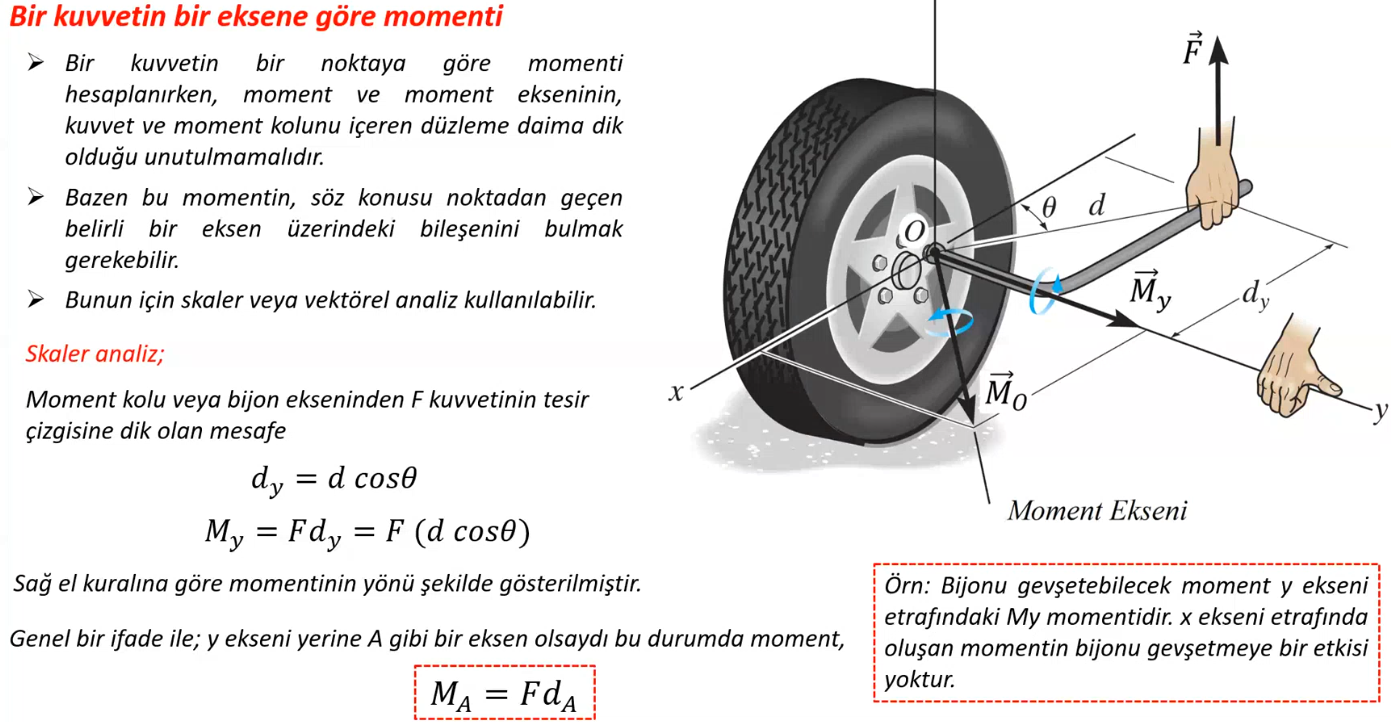 Bir kuvvetin bir eksene göre momenti
➢ Bir kuvvetin bir noktaya göre momenti
hesaplanırken, moment ve moment ekseninin,
kuvvet ve moment kolunu içeren düzleme daima dik
olduğu unutulmamalıdır.
➢ Bazen bu momentin, söz konusu noktadan geçen
belirli bir eksen üzerindeki bileşenini bulmak
gerekebilir.
➢ Bunun için skaler veya vektörel analiz kullanılabilir.
Skaler analiz;
Moment kolu veya bijon ekseninden F kuvvetinin tesir
çizgisine dik olan mesafe
d_y = d cosθ
M_y = Fd_y = F (d cosθ)
Sağ el kuralına göre momentinin yönü şekilde gösterilmiştir.
Genel bir ifade ile; y ekseni yerine A gibi bir eksen olsaydı bu durumda moment,
M_A = Fd_A
F⃗
θ
d
O
M⃗_y
d_y
x
M⃗_O
y
Moment Ekseni
Örn: Bijonu gevşetebilecek moment y ekseni
etrafındaki My momentidir. x ekseni etrafında
oluşan momentin bijonu gevşetmeye bir etkisi
yoktur.